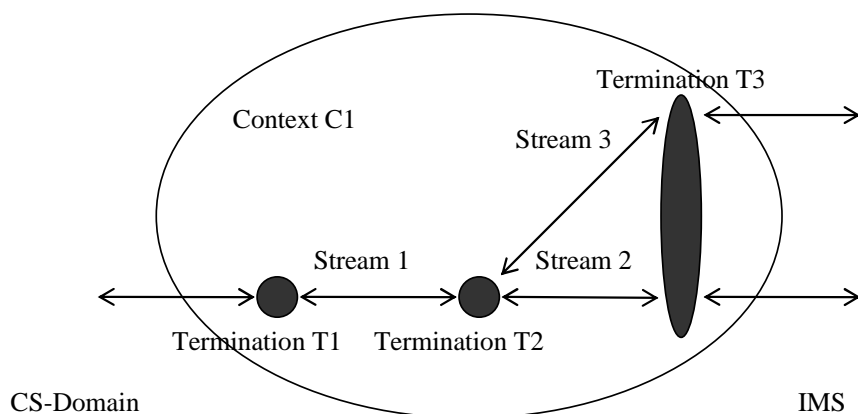 Termination T3
Context C1
Stream 3
Stream 1
Stream 2
Termination T1
Termination T2
CS-Domain
IMS